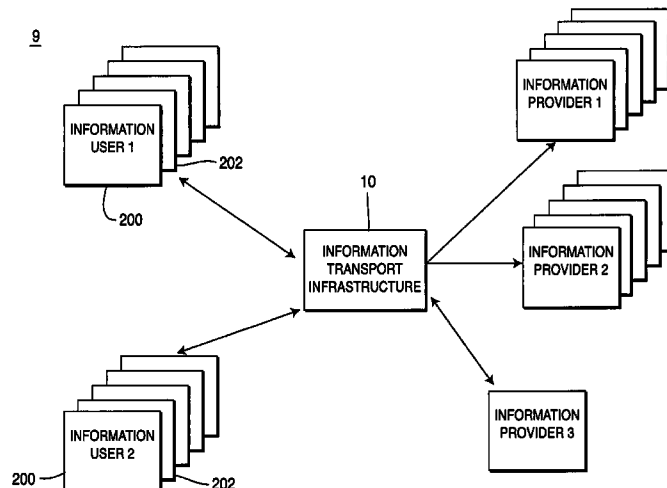 9
INFORMATION
USER 1
202
200
INFORMATION
PROVIDER 1
10
INFORMATION
TRANSPORT
INFRASTRUCTURE
INFORMATION
PROVIDER 2
INFORMATION
USER 2
200
202
INFORMATION
PROVIDER 3